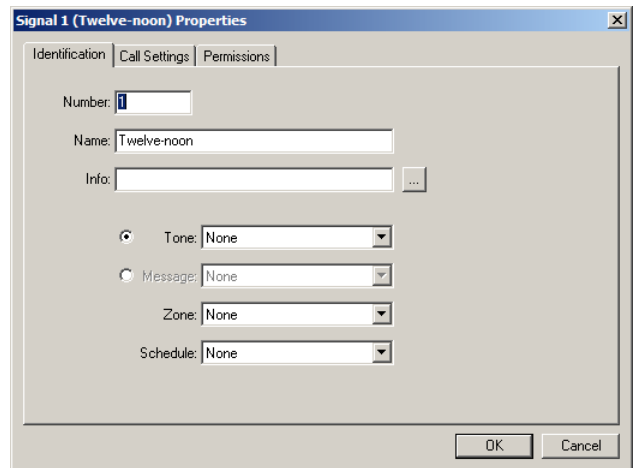 Signal 1 (Twelve-noon) Properties
Identification Call Settings Permissions
Number: 1
Name: Twelve-noon
Info: ...
Tone: None
Message: None
Zone: None
Schedule: None
OK Cancel